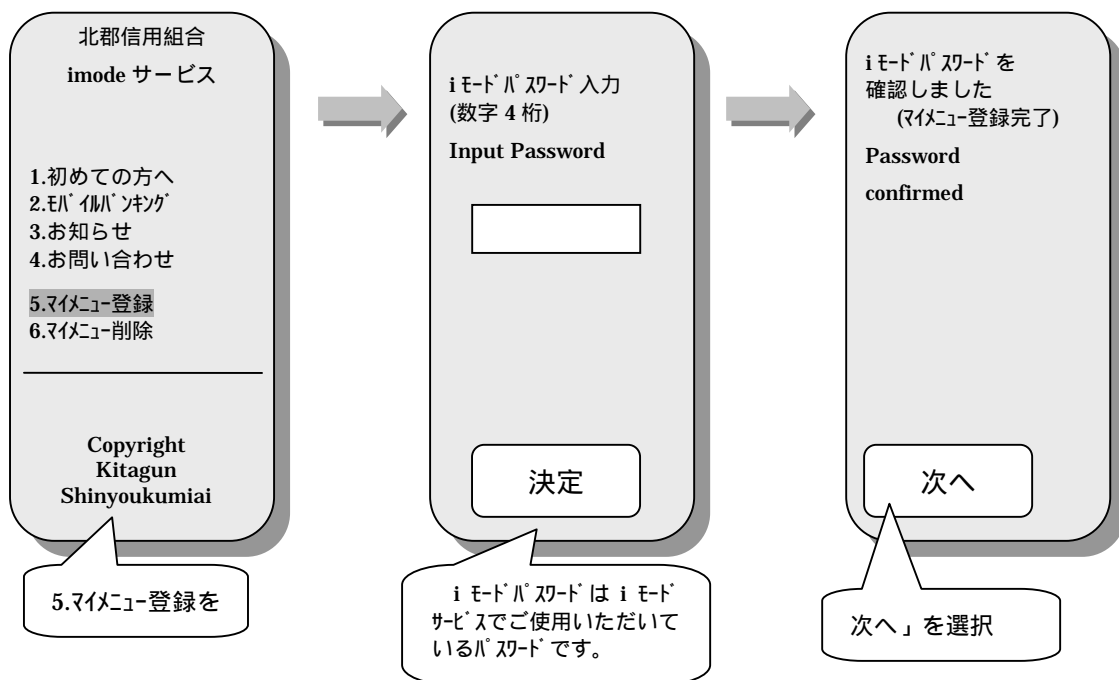 北郡信用組合
imode サービス
1.初めての方へ
2.ﾓﾊﾞｲﾙﾊﾞﾝｷﾝｸﾞ
3.お知らせ
4.お問い合わせ
5.ﾏｲﾒﾆｭｰ登録
6.ﾏｲﾒﾆｭｰ削除
Copyright
Kitagun
Shinyoukumiai
5.ﾏｲﾒﾆｭｰ登録を
i ﾓｰﾄﾞﾊﾟｽﾜｰﾄﾞ入力
(数字 4 桁)
Input Password
決定
i ﾓｰﾄﾞﾊﾟｽﾜｰﾄﾞは i ﾓｰﾄﾞ
ｻｰﾋﾞｽでご使用いただいて
いるﾊﾟｽﾜｰﾄﾞです。
i ﾓｰﾄﾞﾊﾟｽﾜｰﾄﾞを
確認しました
(ﾏｲﾒﾆｭｰ登録完了)
Password
confirmed
次へ
次へ」を選択